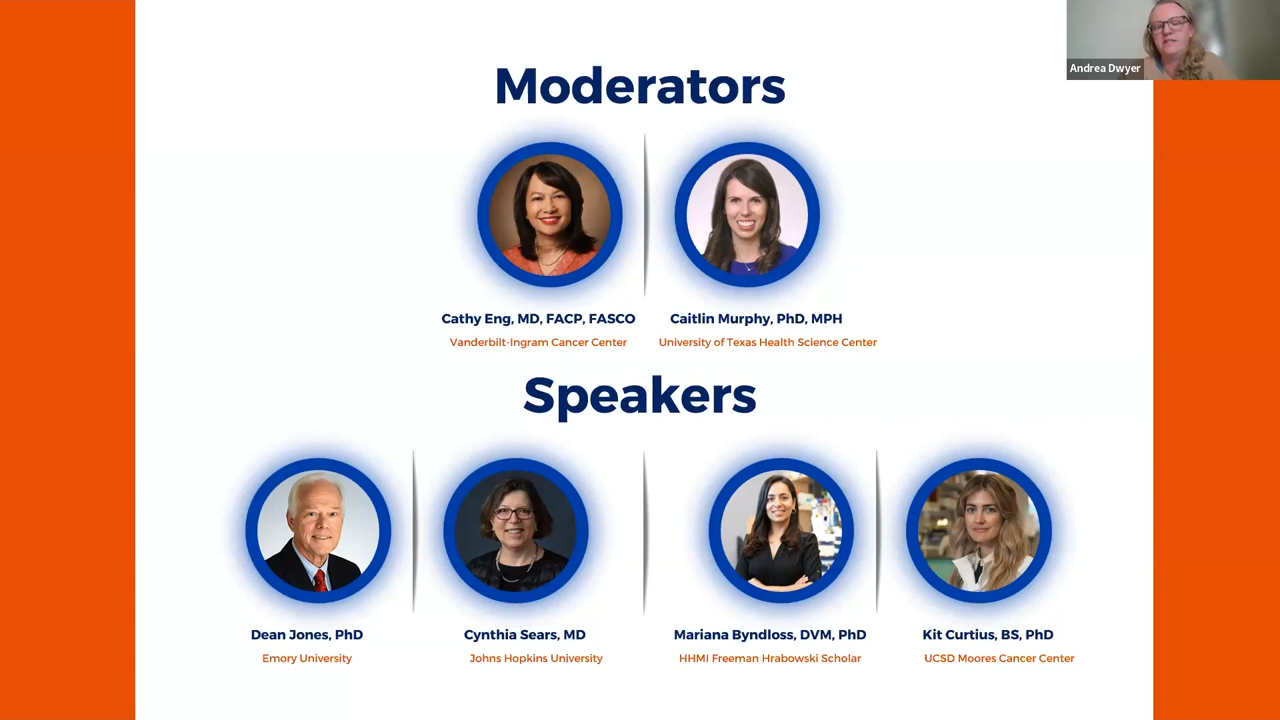 Andrea Dwyer
Moderators
Cathy Eng, MD, FACP, FASCO
Vanderbilt-Ingram Cancer Center
Caitlin Murphy, PhD, MPH
University of Texas Health Science Center
Speakers
Dean Jones, PhD
Emory University
Cynthia Sears, MD
Johns Hopkins University
Mariana Byndloss, DVM, PhD
HHMI Freeman Hrabowski Scholar
Kit Curtius, BS, PhD
UCSD Moores Cancer Center